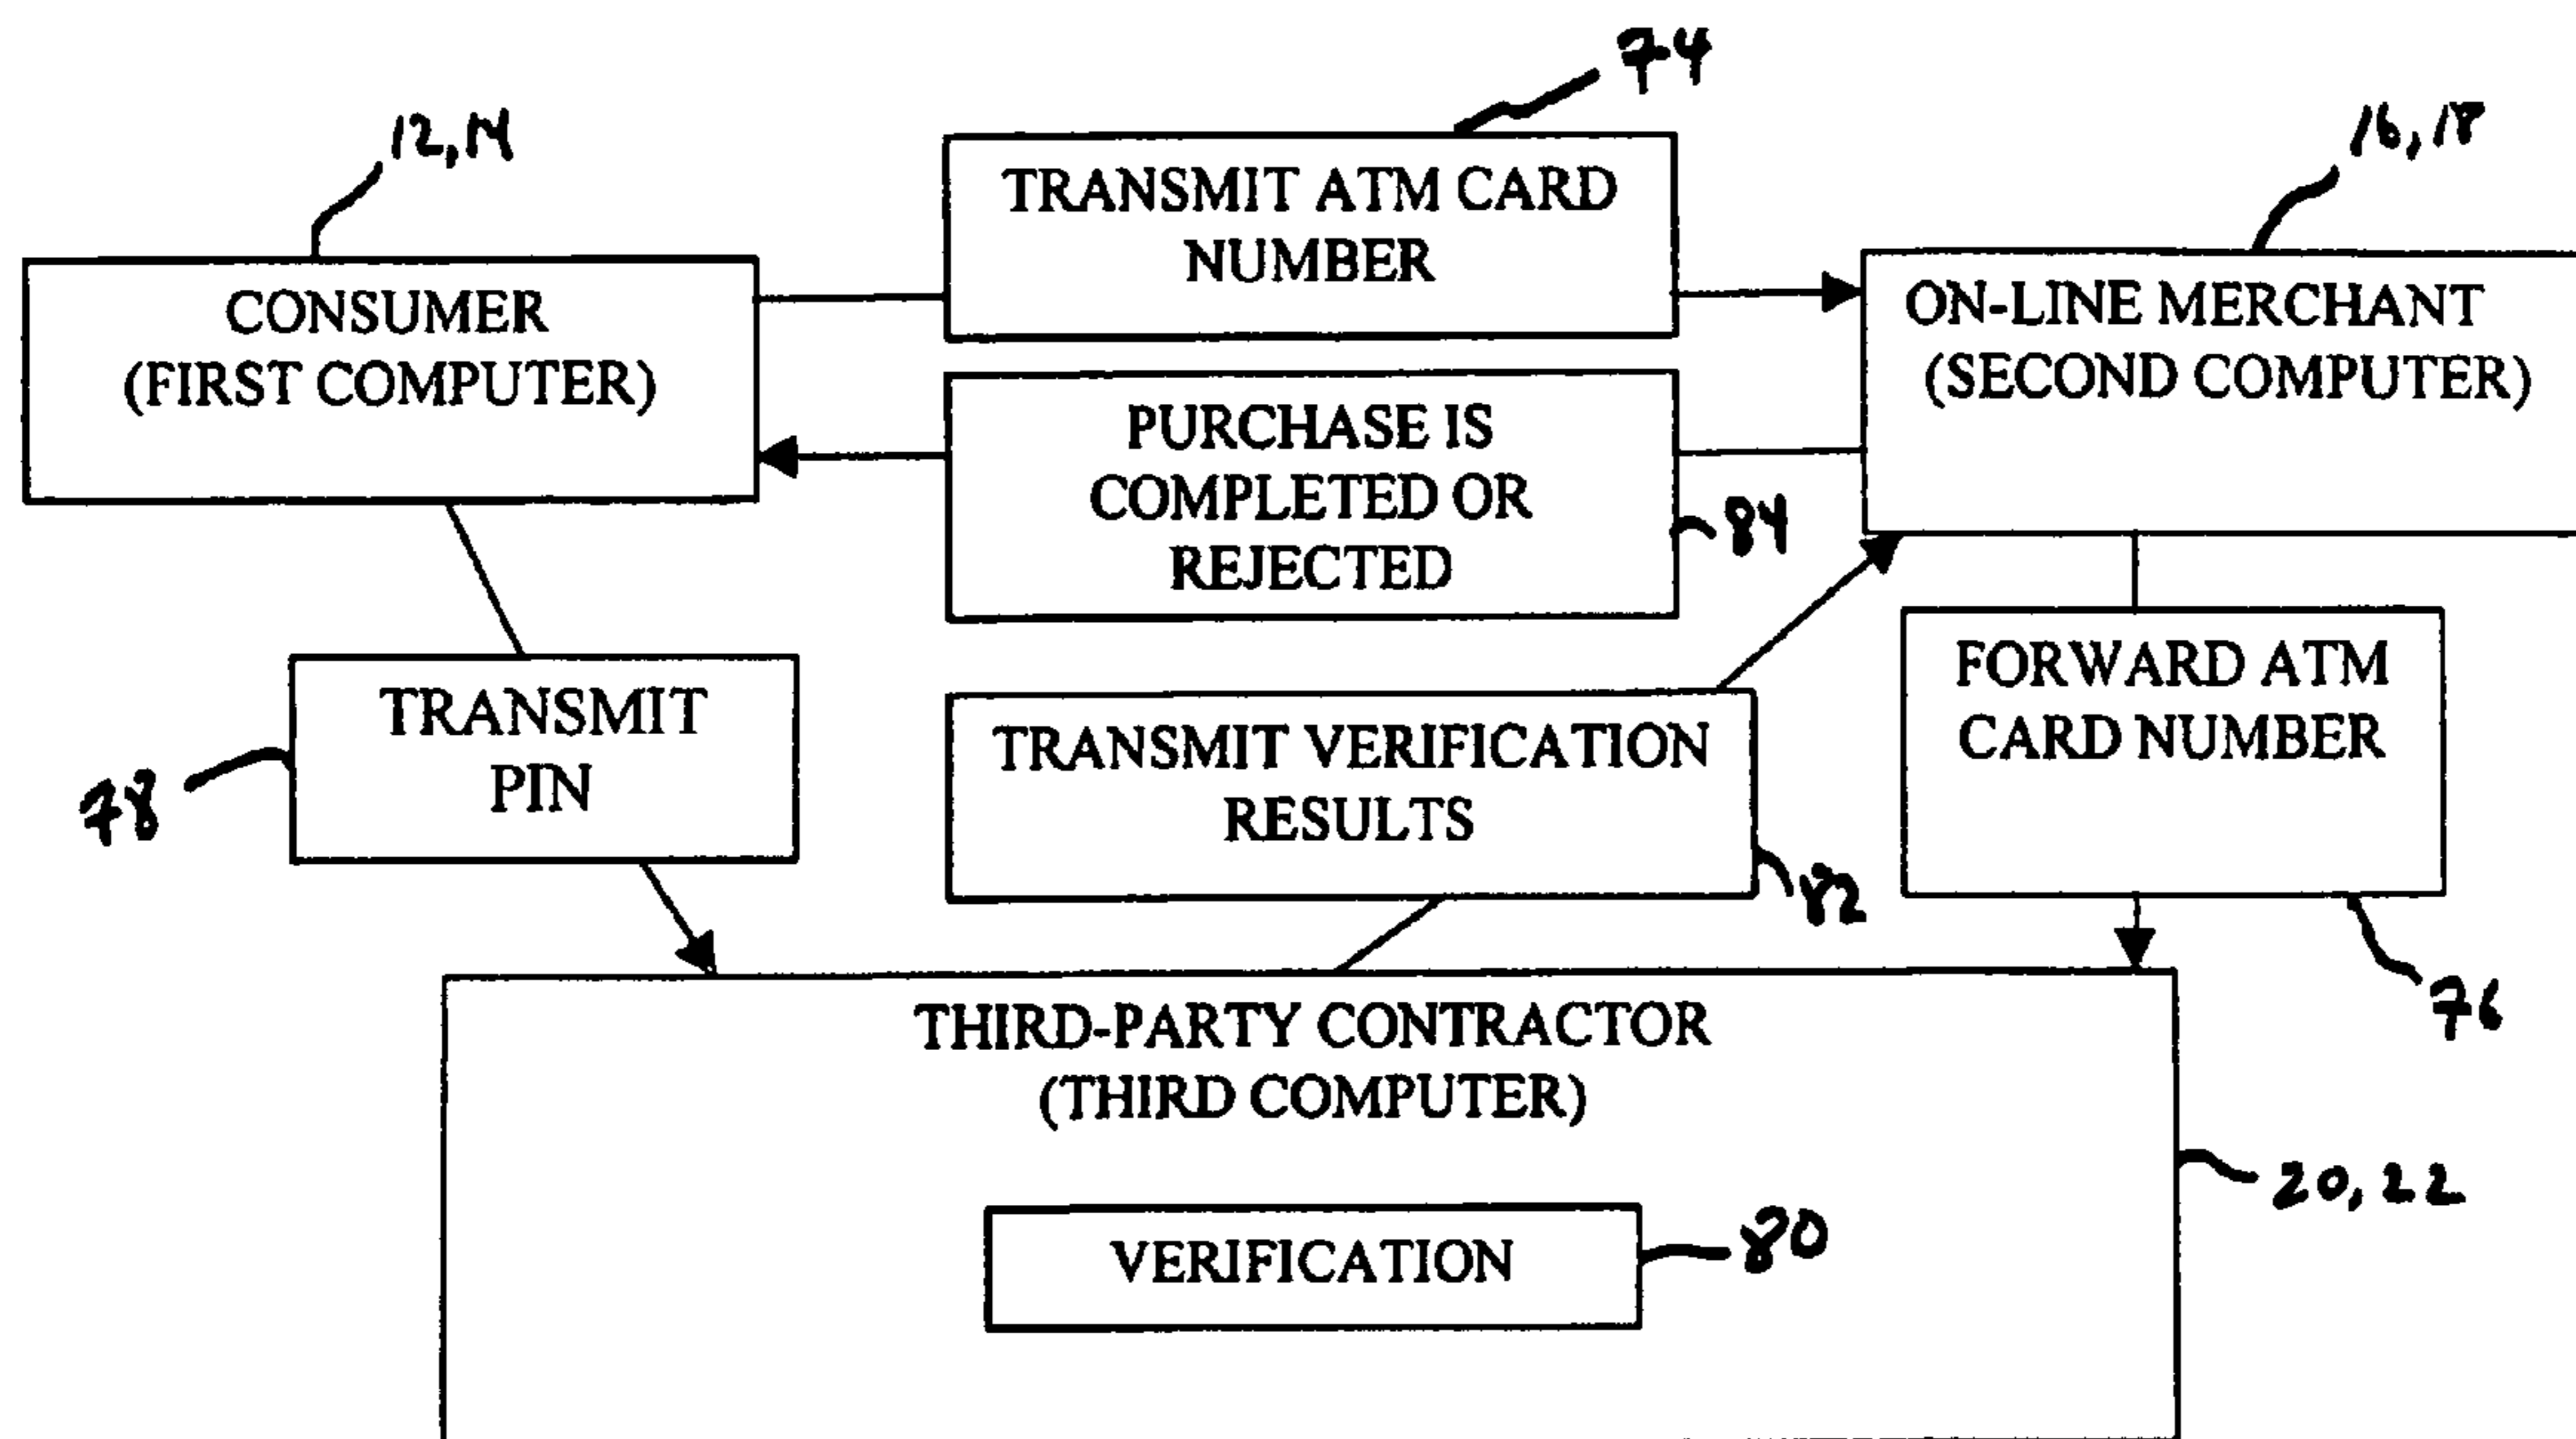 74
12,14
16,18
TRANSMIT ATM CARD
NUMBER
CONSUMER
(FIRST COMPUTER)
ON-LINE MERCHANT
(SECOND COMPUTER)
PURCHASE IS
COMPLETED OR
REJECTED
84
TRANSMIT
PIN
78
TRANSMIT VERIFICATION
RESULTS
82
FORWARD ATM
CARD NUMBER
76
THIRD-PARTY CONTRACTOR
(THIRD COMPUTER)
20,22
VERIFICATION
80